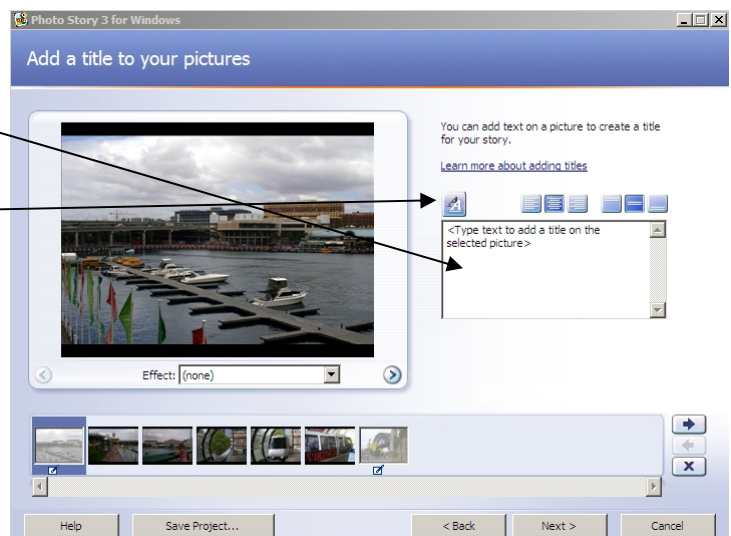 Photo Story 3 for Windows
Add a title to your pictures
You can add text on a picture to create a title
for your story.
Learn more about adding titles
<Type text to add a title on the
selected picture>
Effect: (none)
Help
Save Project...
< Back
Next >
Cancel